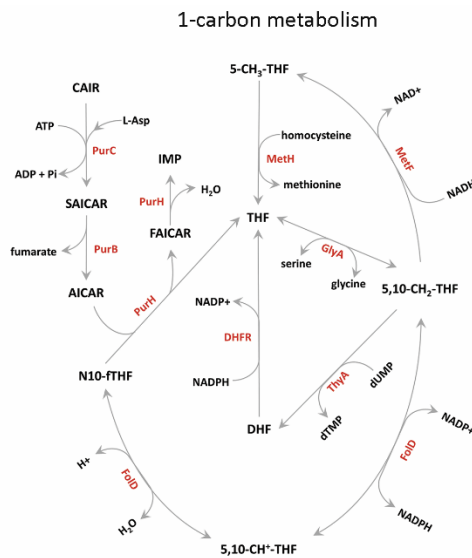 1-carbon metabolism
5-CH3-THF
CAIR
NAD+
ATP
L-Asp
PurC
homocysteine
MetH
MetF
IMP
ADP + Pi
H2O
methionine
NADH
PurH
SAICAR
THF
FAICAR
GlyA
fumarate
PurB
serine
glycine
AICAR
5,10-CH2-THF
PurH
NADP+
DHFR
N10-fTHF
NADPH
ThyA
dUMP
DHF
dTMP
NADP+
H+
FolD
FolD
H2O
NADPH
5,10-CH+-THF